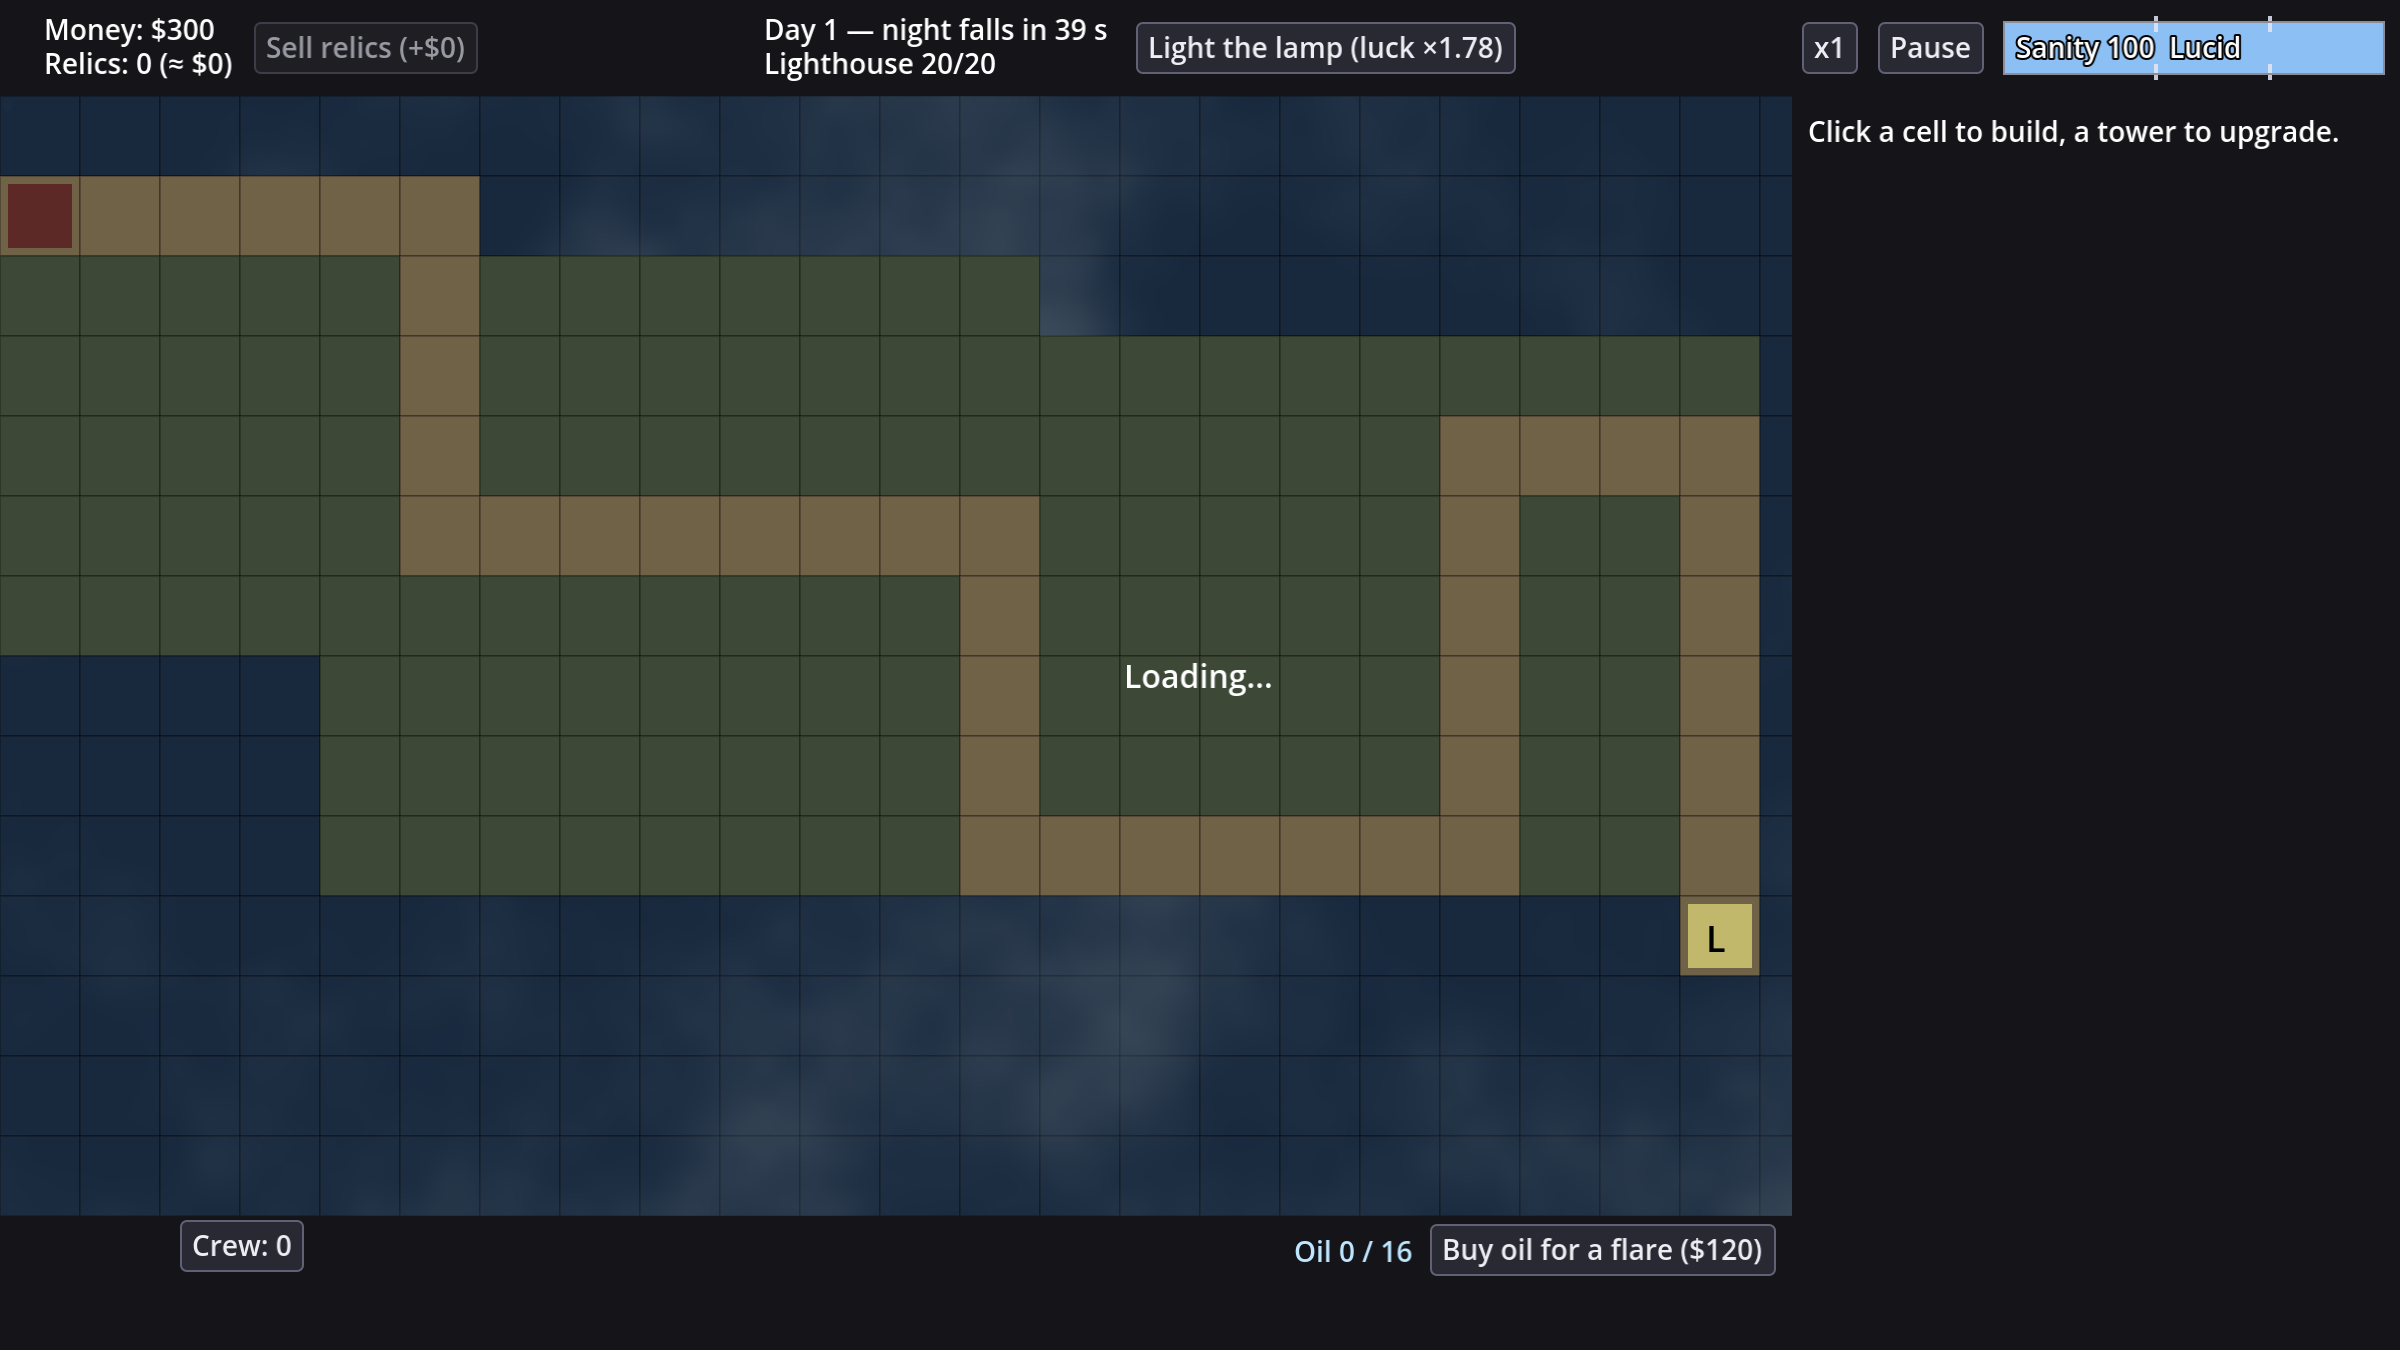 Money: $300
Relics: 0 (≈ $0)
Sell relics (+$0)
Day 1 — night falls in 39 s
Lighthouse 20/20
Light the lamp (luck ×1.78)
x1
Pause
Sanity 100 Lucid
Click a cell to build, a tower to upgrade.
Loading...
L
Crew: 0
Oil 0 / 16
Buy oil for a flare ($120)